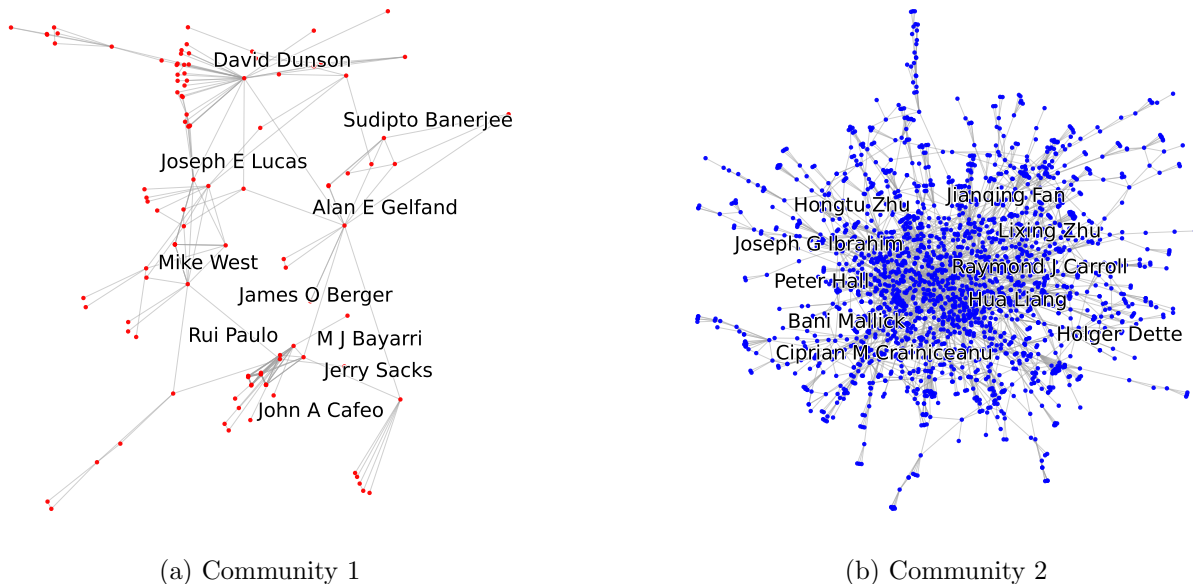 David Dunson
Sudipto Banerjee
Joseph E Lucas
Alan E Gelfand
Mike West
James O Berger
Rui Paulo
M J Bayarri
Jerry Sacks
John A Cafeo
(a) Community 1
Jianqing Fan
Hongtu Zhu
Lixing Zhu
Joseph G Ibrahim
Raymond J Carroll
Peter Hall
Hua Liang
Bani Mallick
Holger Dette
Ciprian M Crainiceanu
(b) Community 2